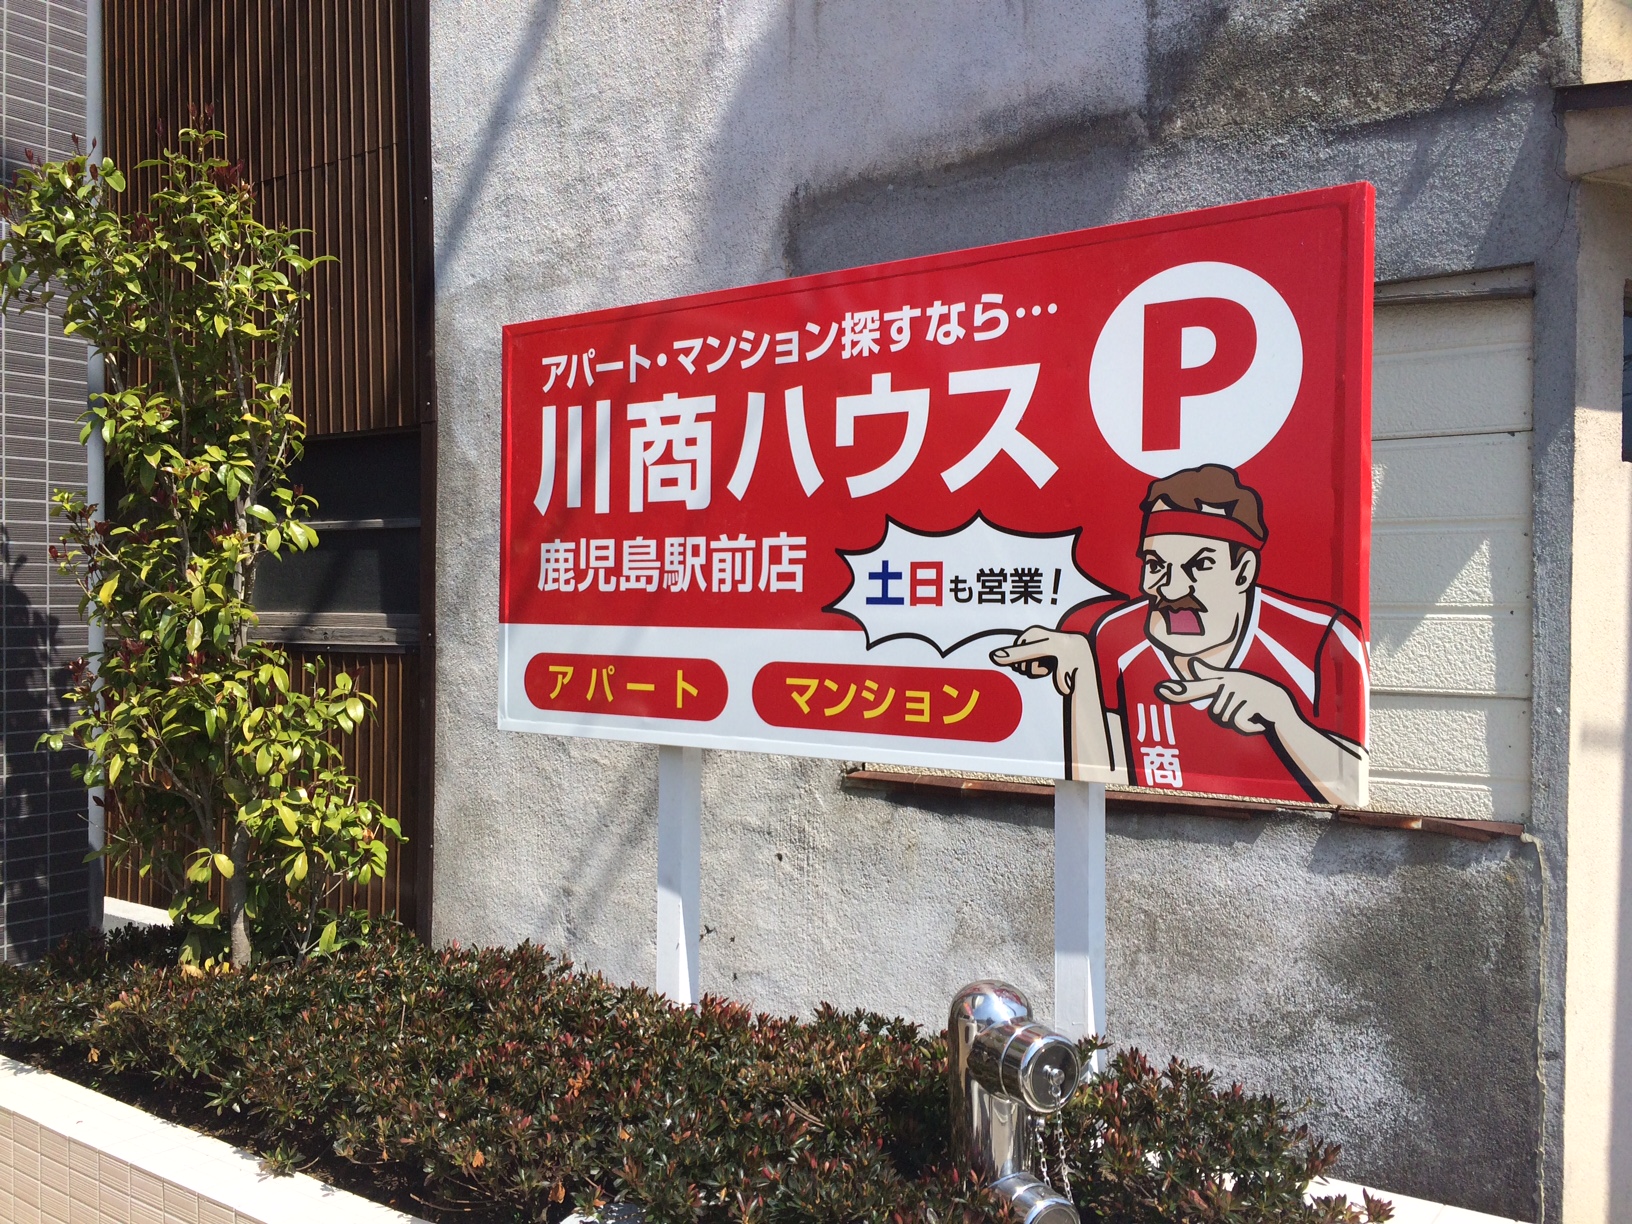 アパート・マンション探すなら…
川商ハウス
P
鹿児島駅前店
土日も営業!
アパート
マンション
川商